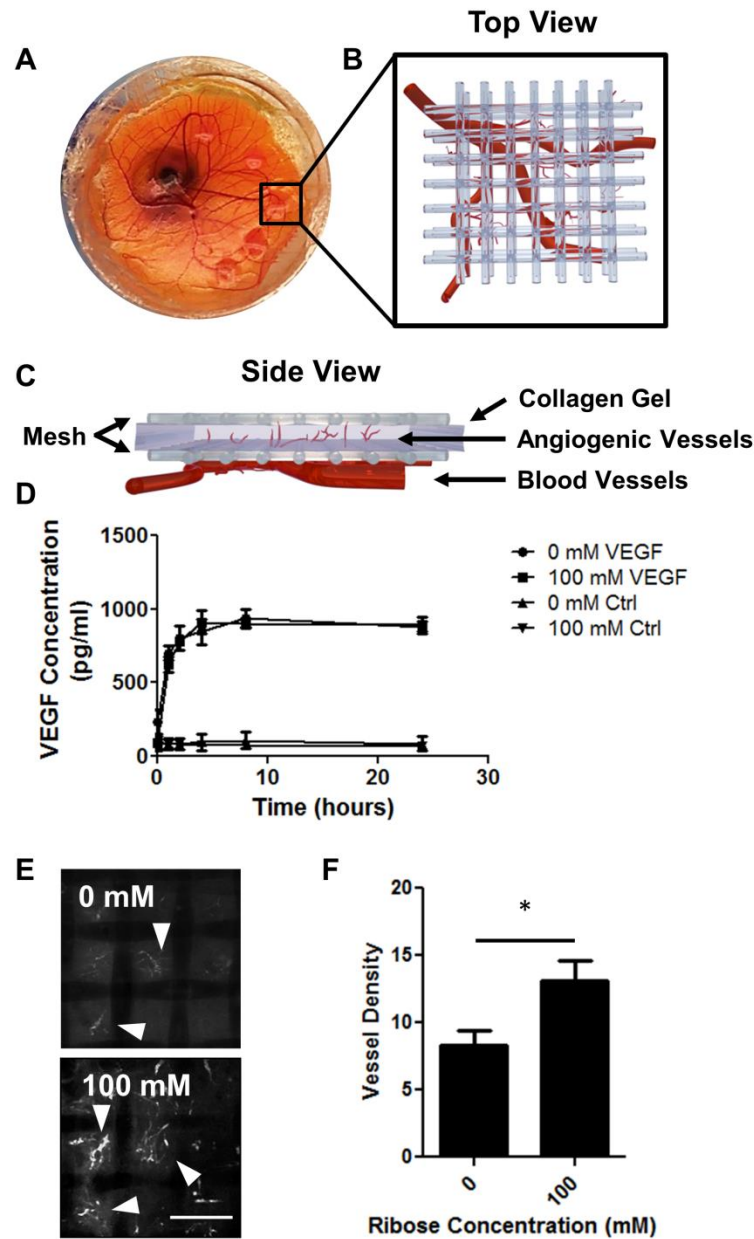 Top View
A
B
C
Side View
Mesh
Collagen Gel
Angiogenic Vessels
Blood Vessels
D
VEGF Concentration
(pg/ml)
1500
1000
500
0
0
10
20
30
Time (hours)
0 mM VEGF
100 mM VEGF
0 mM Ctrl
100 mM Ctrl
E
0 mM
100 mM
F
Vessel Density
20
15
10
5
0
*
0
100
Ribose Concentration (mM)